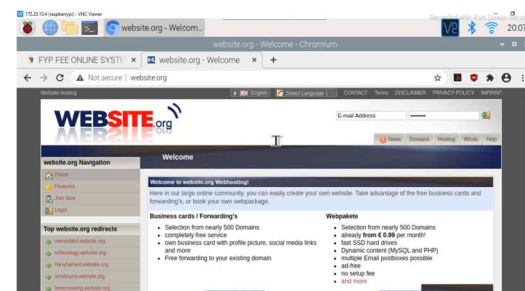 172.20.10.4 (raspberrypi) - VNC Viewer
website.org - Welcom...
20:07
website.org - Welcome - Chromium
FYP FEE ONLINE SYSTE
website.org - Welcome
Not secure | website.org
Website hosting
English
Select Language
CONTACT Terms DISCLAIMER PRIVACY POLICY IMPRINT
WEBSITE.org
E-mail Address
News Domains Hosting Whois Help
website.org Navigation
Welcome
Home
Features
Join Now
Login
Welcome to website.org Webhosting!
Here in our large online community, you can easily create your own website. Take advantage of the free business cards and
forwarding's, or book your own webpackage.
Business cards / Forwarding's
Selection from nearly 500 Domains
completely free service
own business card with profile picture, social media links
and more
Free forwarding to your existing domain
Webpakete
Selection from nearly 500 Domains
already from € 0.99 per month!
fast SSD hard drives
Dynamic content (MySQL and PHP)
multiple Email postboxes possible
ad-free
no setup fee
and more
Top website.org redirects